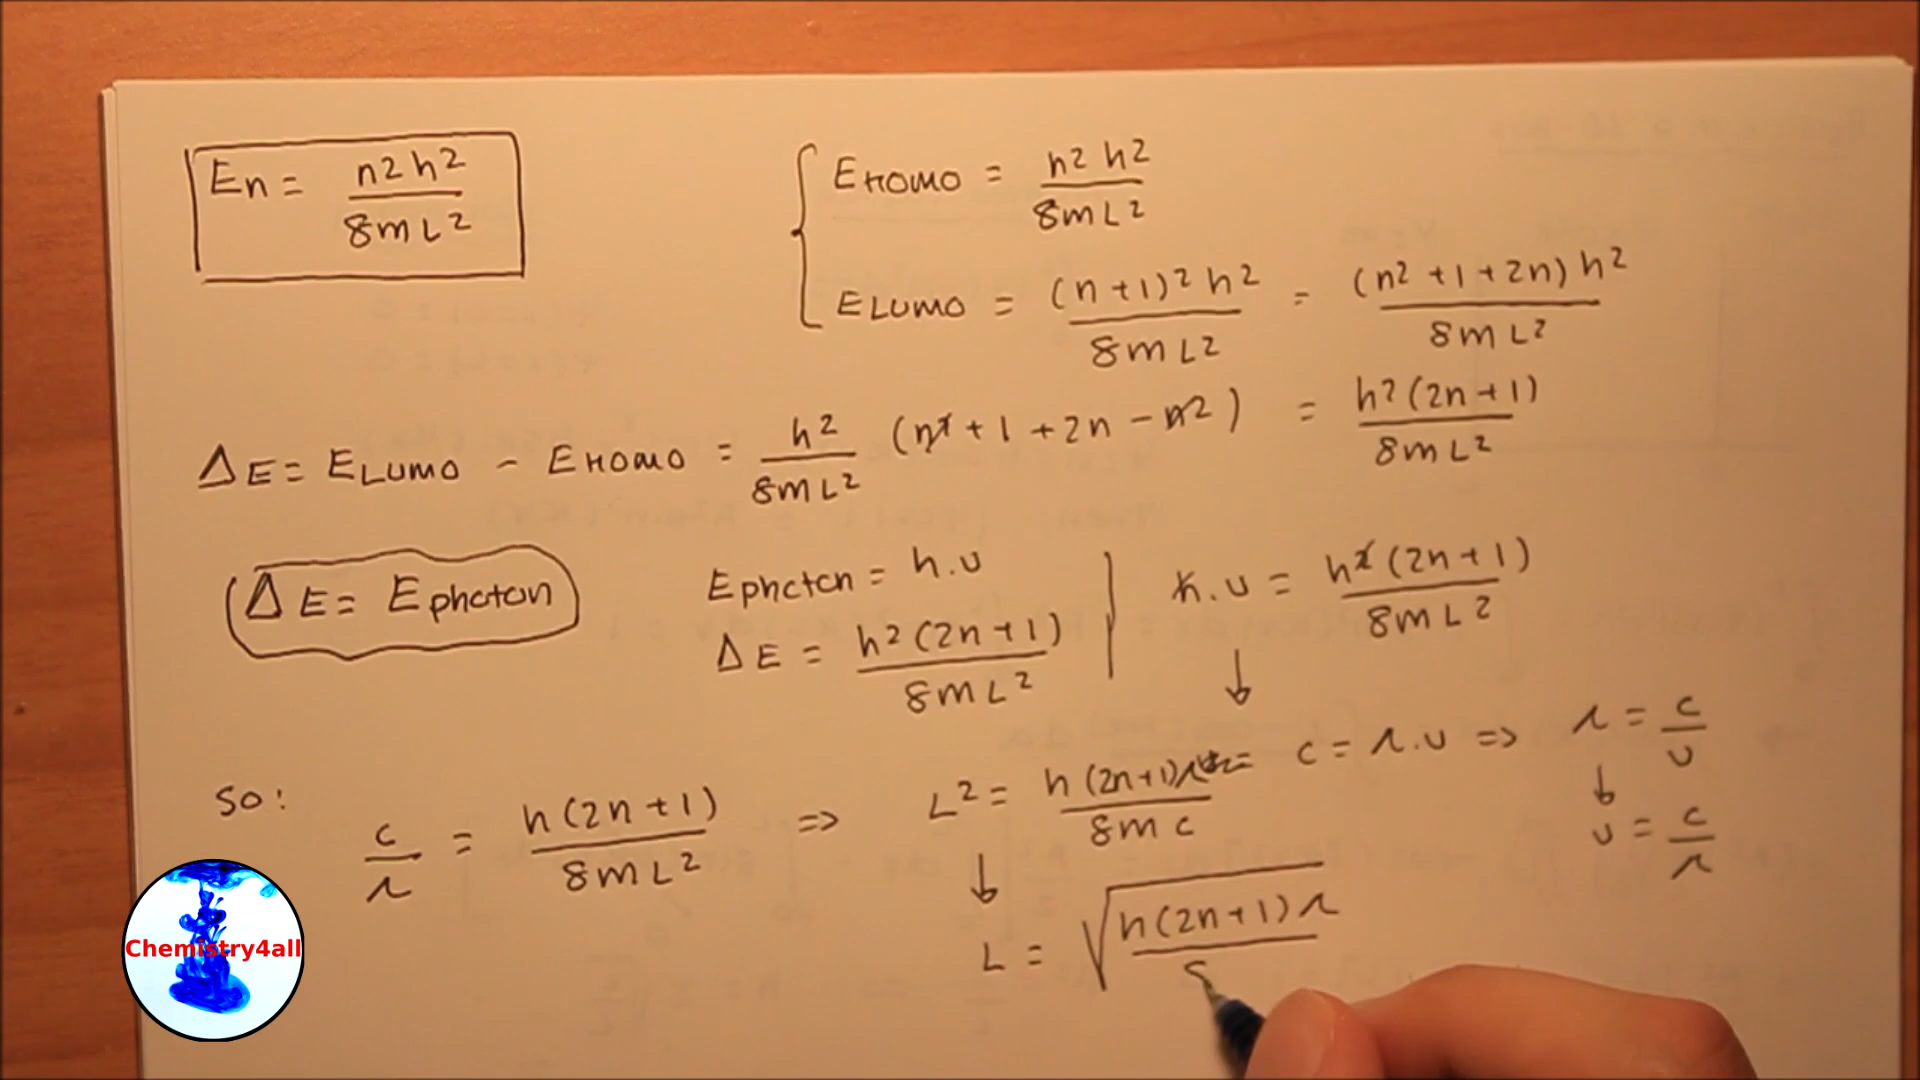 En = n2h2 / 8mL2
EHOMO = n2h2 / 8mL2
ELUMO = (n+1)2h2 / 8mL2 = (n2+1+2n)h2 / 8mL2
ΔE = ELUMO - EHOMO = h2 / 8mL2 (n2+1+2n-n2) = h2(2n+1) / 8mL2
ΔE = Ephoton
Ephoton = h.υ
ΔE = h2(2n+1) / 8mL2
h.υ = h2(2n+1) / 8mL2
c = λ.υ => λ = c / υ
υ = c / λ
So: c / λ = h(2n+1) / 8mL2 => L2 = h(2n+1)λ / 8mc
L = √ h(2n+1)λ / 8
Chemistry4all